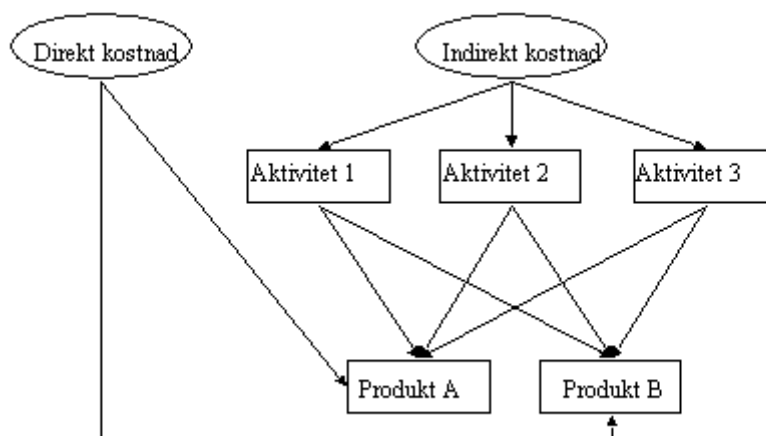 Direkt kostnad
Indirekt kostnad
Aktivitet 1
Aktivitet 2
Aktivitet 3
Produkt A
Produkt B